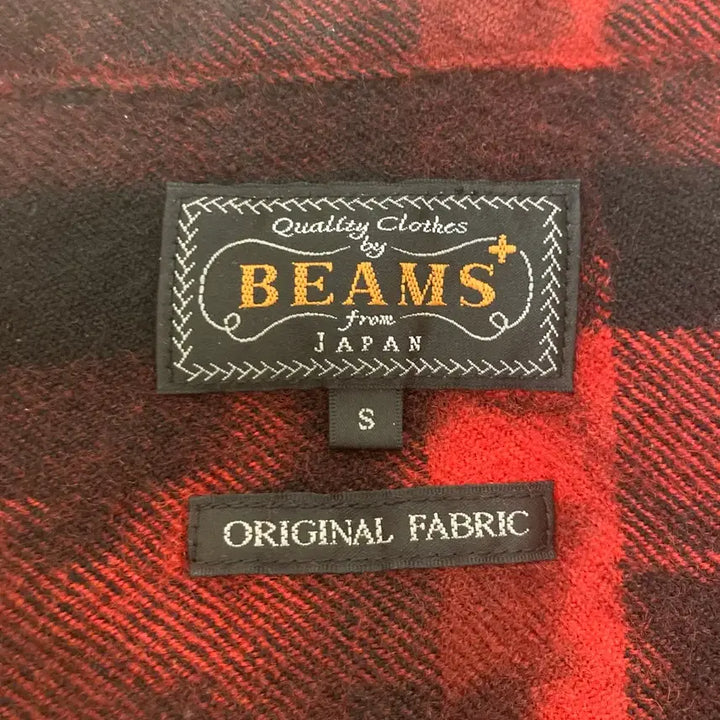 Quality Clothes
by
BEAMS+
from
JAPAN
S
ORIGINAL FABRIC